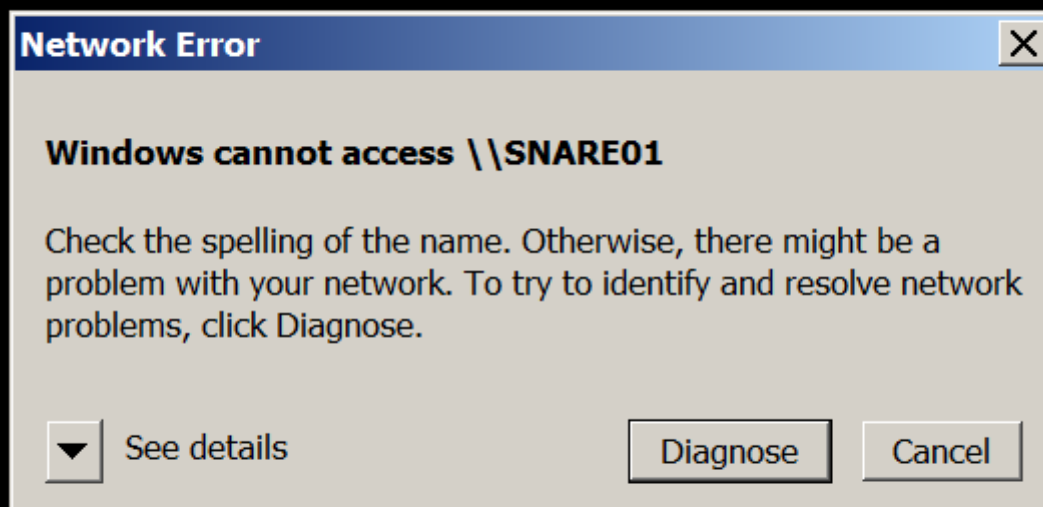 Network Error
Windows cannot access \\SNARE01
Check the spelling of the name. Otherwise, there might be a
problem with your network. To try to identify and resolve network
problems, click Diagnose.
See details
Diagnose
Cancel